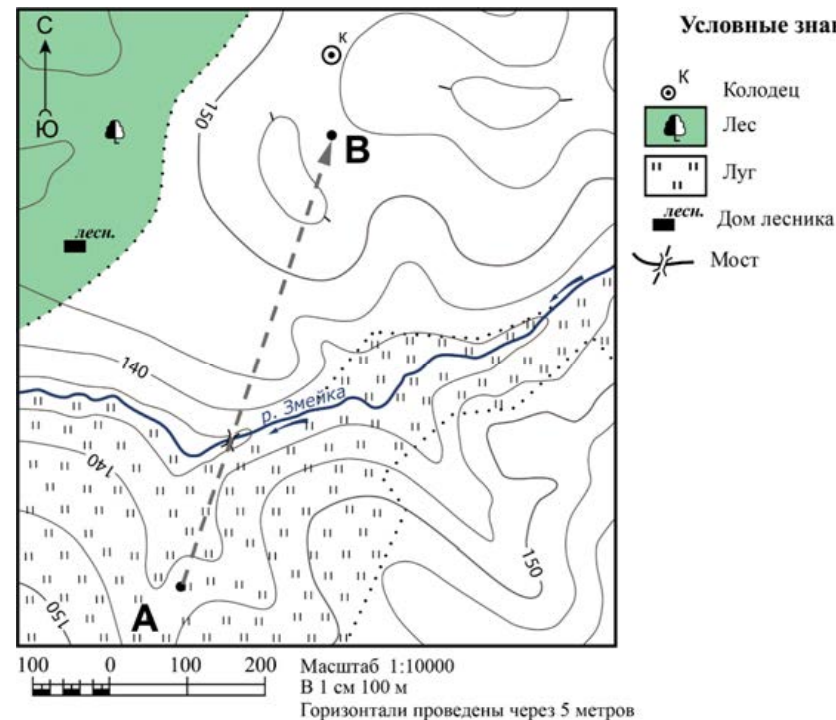 С
Ю
К
150
В
лесн.
140
р. Змейка
140
150
А
150
Условные зна
К
Колодец
Лес
Луг
лесн.
Дом лесника
Мост
100 0 100 200
Масштаб 1:10000
В 1 см 100 м
Горизонтали проведены через 5 метров